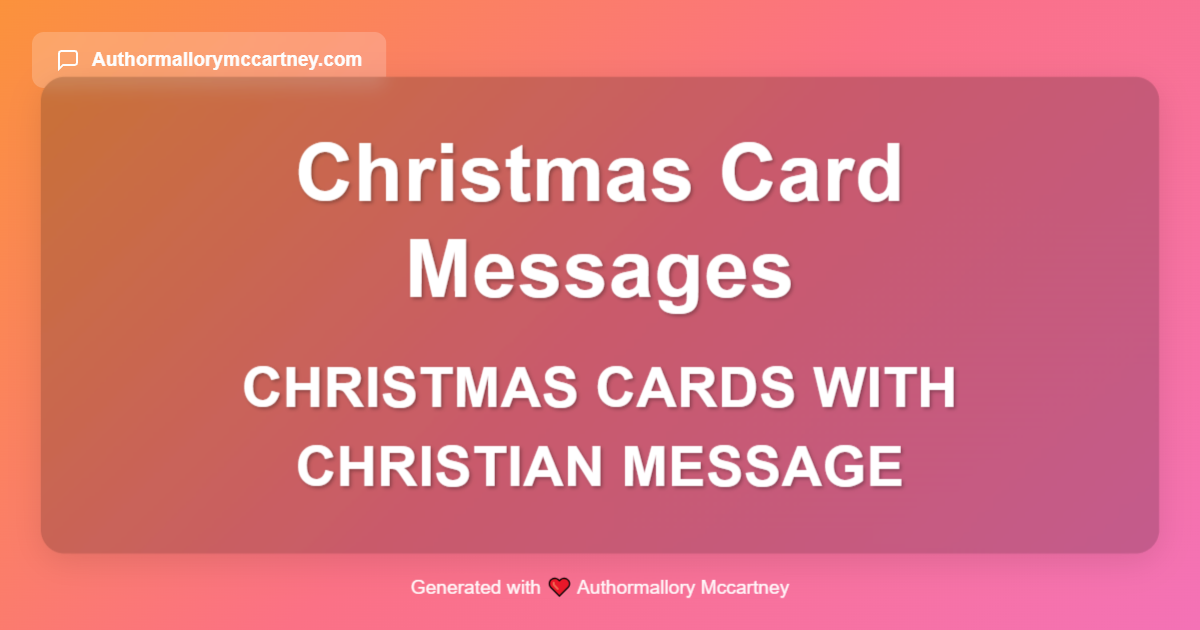 Authormallorymccartney.com
Christmas Card
Messages
CHRISTMAS CARDS WITH
CHRISTIAN MESSAGE
Generated with ❤️ Authormallory Mccartney